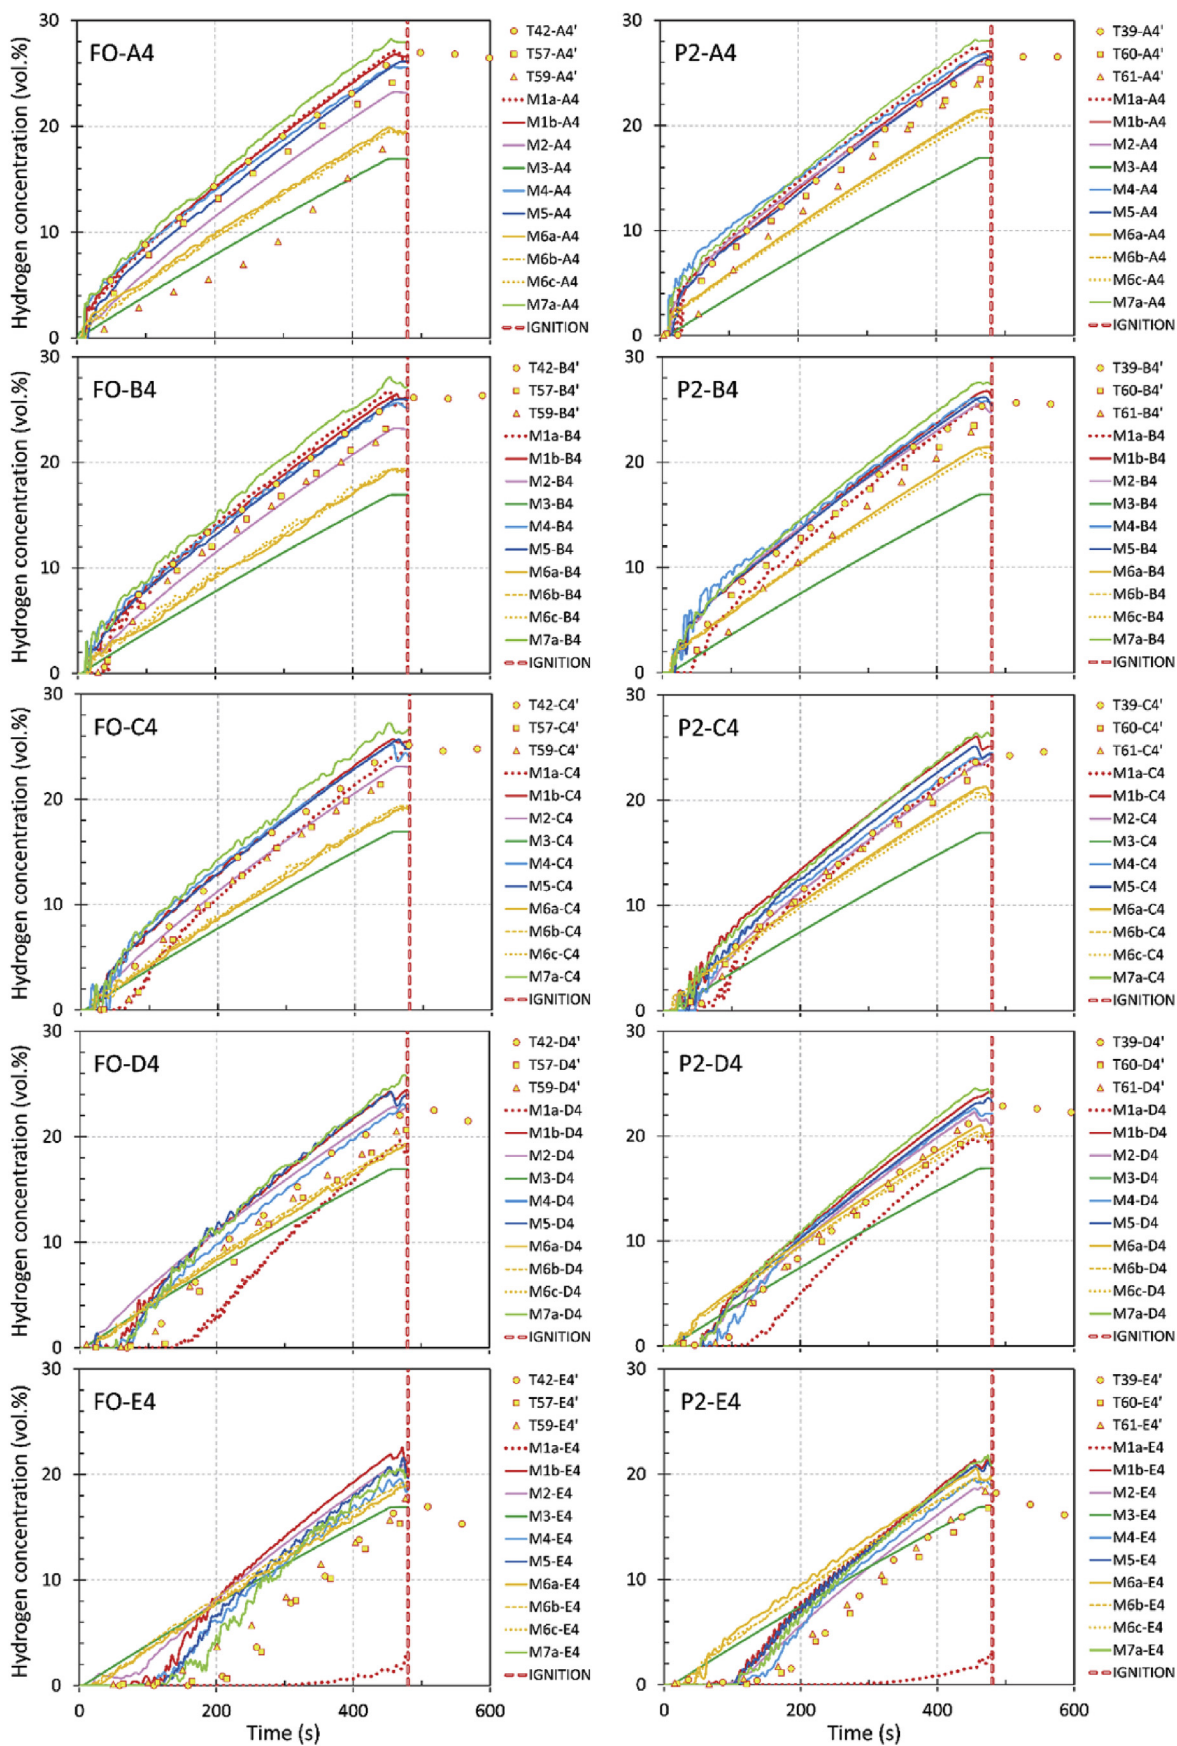 Hydrogen concentration (vol.%)
30
20
10
0
FO-A4
T42-A4'
T57-A4'
T59-A4'
M1a-A4
M1b-A4
M2-A4
M3-A4
M4-A4
M5-A4
M6a-A4
M6b-A4
M6c-A4
M7a-A4
IGNITION
30
20
10
0
P2-A4
T39-A4'
T60-A4'
T61-A4'
M1a-A4
M1b-A4
M2-A4
M3-A4
M4-A4
M5-A4
M6a-A4
M6b-A4
M6c-A4
M7a-A4
IGNITION
Hydrogen concentration (vol.%)
30
20
10
0
FO-B4
T42-B4'
T57-B4'
T59-B4'
M1a-B4
M1b-B4
M2-B4
M3-B4
M4-B4
M5-B4
M6a-B4
M6b-B4
M6c-B4
M7a-B4
IGNITION
30
20
10
0
P2-B4
T39-B4'
T60-B4'
T61-B4'
M1a-B4
M1b-B4
M2-B4
M3-B4
M4-B4
M5-B4
M6a-B4
M6b-B4
M6c-B4
M7a-B4
IGNITION
Hydrogen concentration (vol.%)
30
20
10
0
FO-C4
T42-C4'
T57-C4'
T59-C4'
M1a-C4
M1b-C4
M2-C4
M3-C4
M4-C4
M5-C4
M6a-C4
M6b-C4
M6c-C4
M7a-C4
IGNITION
30
20
10
0
P2-C4
T39-C4'
T60-C4'
T61-C4'
M1a-C4
M1b-C4
M2-C4
M3-C4
M4-C4
M5-C4
M6a-C4
M6b-C4
M6c-C4
M7a-C4
IGNITION
Hydrogen concentration (vol.%)
30
20
10
0
FO-D4
T42-D4'
T57-D4'
T59-D4'
M1a-D4
M1b-D4
M2-D4
M3-D4
M4-D4
M5-D4
M6a-D4
M6b-D4
M6c-D4
M7a-D4
IGNITION
30
20
10
0
P2-D4
T39-D4'
T60-D4'
T61-D4'
M1a-D4
M1b-D4
M2-D4
M3-D4
M4-D4
M5-D4
M6a-D4
M6b-D4
M6c-D4
M7a-D4
IGNITION
Hydrogen concentration (vol.%)
30
20
10
0
FO-E4
T42-E4'
T57-E4'
T59-E4'
M1a-E4
M1b-E4
M2-E4
M3-E4
M4-E4
M5-E4
M6a-E4
M6b-E4
M6c-E4
M7a-E4
IGNITION
0
200
400
600
Time (s)
30
20
10
0
P2-E4
T39-E4'
T60-E4'
T61-E4'
M1a-E4
M1b-E4
M2-E4
M3-E4
M4-E4
M5-E4
M6a-E4
M6b-E4
M6c-E4
M7a-E4
IGNITION
0
200
400
600
Time (s)